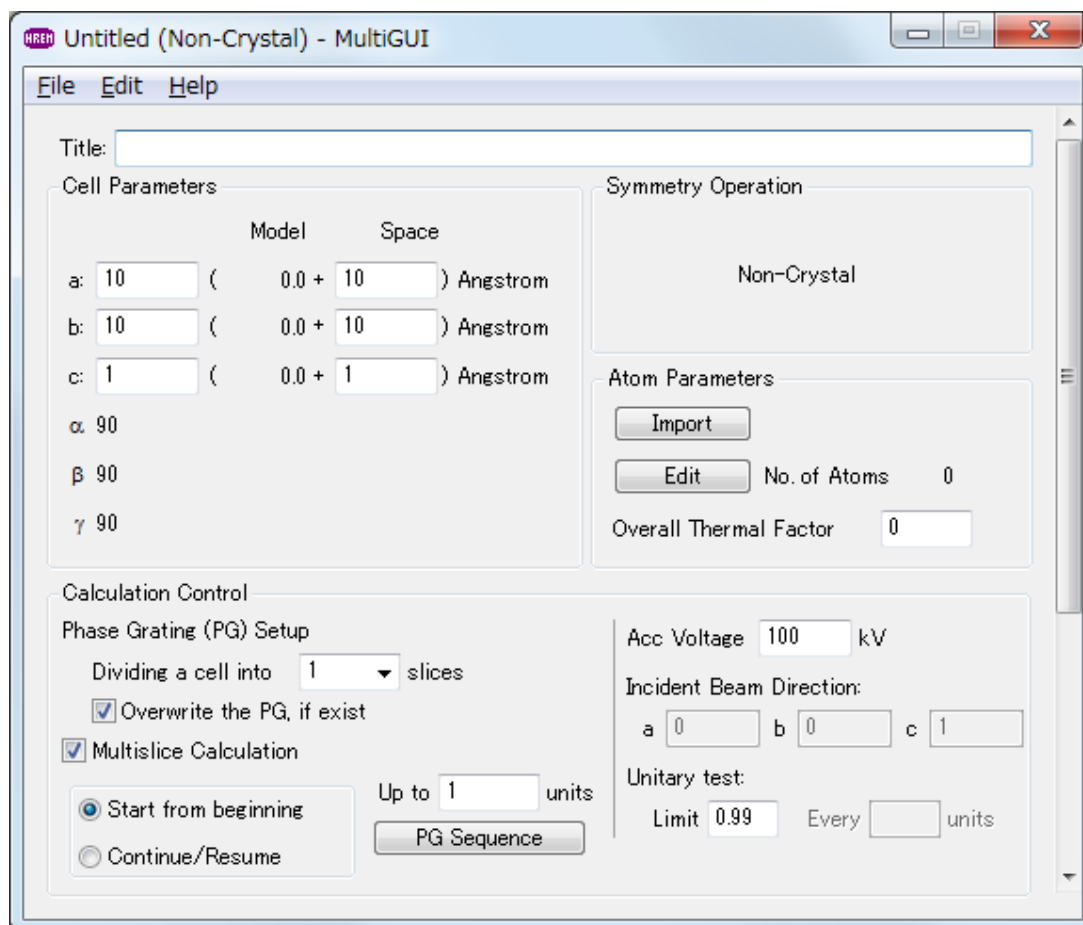 HREM Untitled (Non-Crystal) - MultiGUI
File Edit Help
Title:
Cell Parameters
Model Space
a: 10 ( 0.0 + 10 ) Angstrom
b: 10 ( 0.0 + 10 ) Angstrom
c: 1 ( 0.0 + 1 ) Angstrom
α 90
β 90
γ 90
Symmetry Operation
Non-Crystal
Atom Parameters
Import
Edit No. of Atoms 0
Overall Thermal Factor 0
Calculation Control
Phase Grating (PG) Setup
Dividing a cell into 1 slices
Overwrite the PG, if exist
Multislice Calculation
Start from beginning
Continue/Resume
Up to 1 units
PG Sequence
Acc Voltage 100 kV
Incident Beam Direction:
a 0 b 0 c 1
Unitary test:
Limit 0.99 Every units